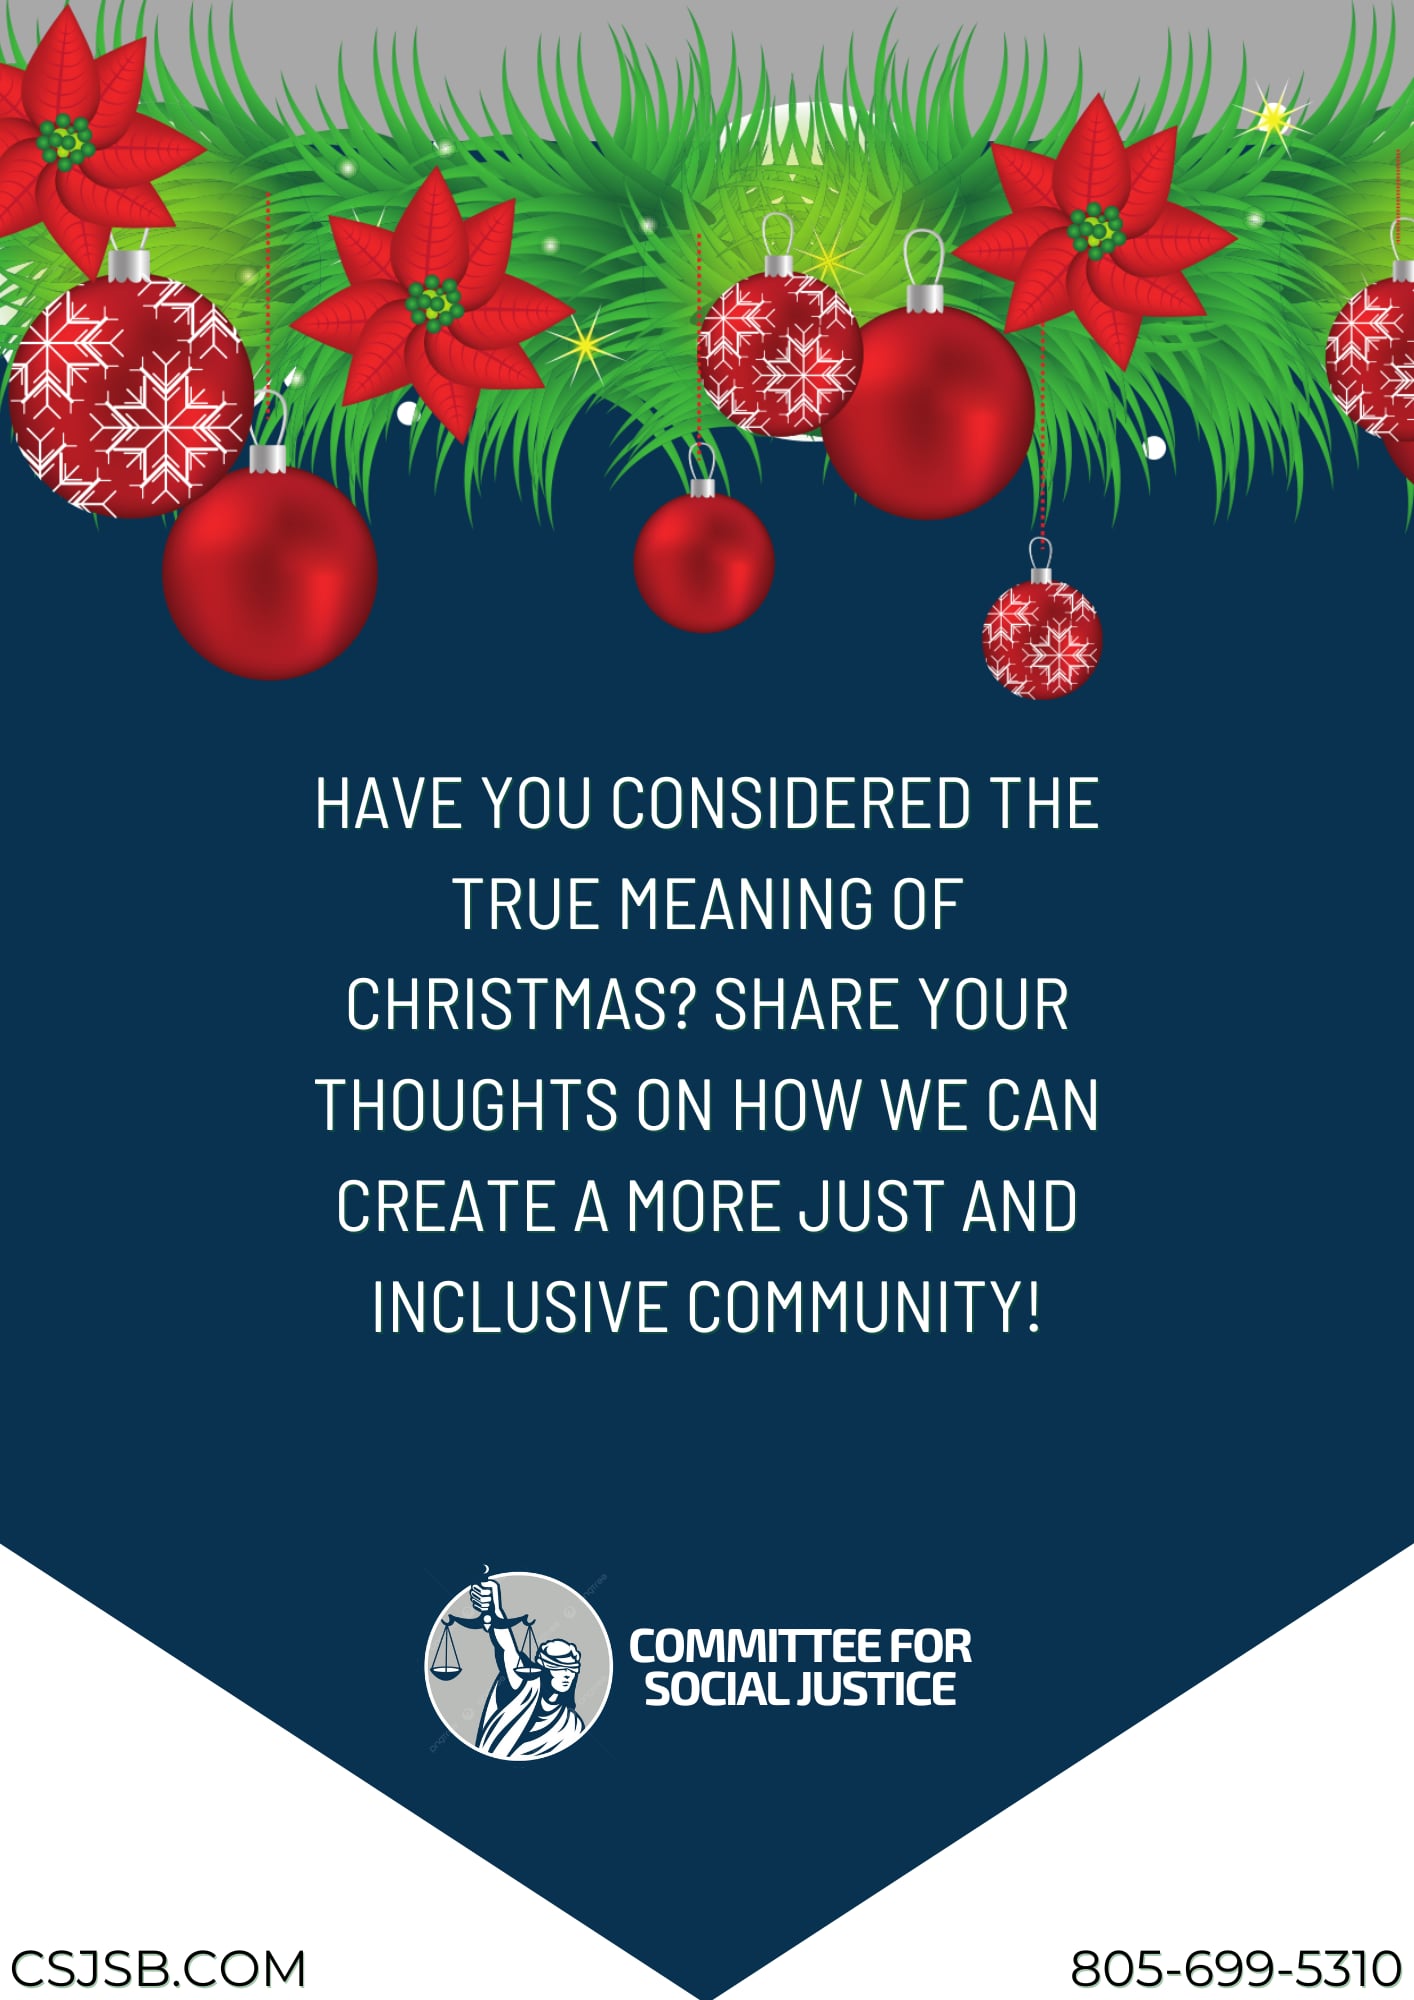 HAVE YOU CONSIDERED THE
TRUE MEANING OF
CHRISTMAS? SHARE YOUR
THOUGHTS ON HOW WE CAN
CREATE A MORE JUST AND
INCLUSIVE COMMUNITY!
COMMITTEE FOR
SOCIAL JUSTICE
CSJSB.COM
805-699-5310